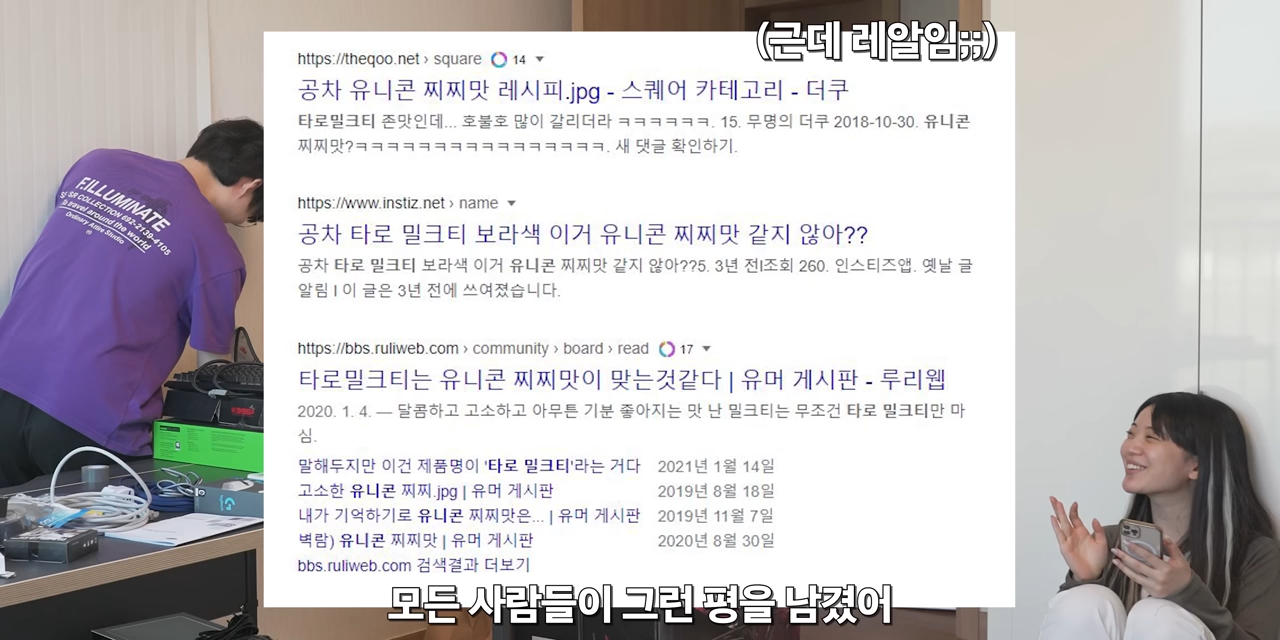 (근데 레알임;;)
https://theqoo.net › square 14
공차 유니콘 찌찌맛 레시피.jpg - 스퀘어 카테고리 - 더쿠
타로밀크티 존맛인데... 호불호 많이 갈리더라 ㅋㅋㅋㅋㅋㅋ. 15. 무명의 더쿠 2018-10-30. 유니콘
찌찌맛?ㅋㅋㅋㅋㅋㅋㅋㅋㅋㅋㅋㅋㅋㅋㅋㅋ. 새 댓글 확인하기.
https://www.instiz.net › name
공차 타로 밀크티 보라색 이거 유니콘 찌찌맛 같지 않아??
공차 타로 밀크티 보라색 이거 유니콘 찌찌맛 같지 않아??5. 3년 전l조회 260. 인스티즈앱. 옛날 글
알림 l 이 글은 3년 전에 쓰여졌습니다.
https://bbs.ruliweb.com › community › board › read 17
타로밀크티는 유니콘 찌찌맛이 맞는것같다 | 유머 게시판 - 루리웹
2020. 1. 4. — 달콤하고 고소하고 아무튼 기분 좋아지는 맛 난 밀크티는 무조건 타로 밀크티만 마
심.
말해두지만 이건 제품명이 '타로 밀크티'라는 거다 2021년 1월 14일
고소한 유니콘 찌찌.jpg | 유머 게시판 2019년 8월 18일
내가 기억하기로 유니콘 찌찌맛은... | 유머 게시판 2019년 11월 7일
벽람) 유니콘 찌찌맛 | 유머 게시판 2020년 8월 30일
bbs.ruliweb.com 검색결과 더보기
모든 사람들이 그런 평을 남겼어
F.ILLUMINATE
COLLECTION 692-2139-4105
To travel around the world
Ordinary Attire Studio